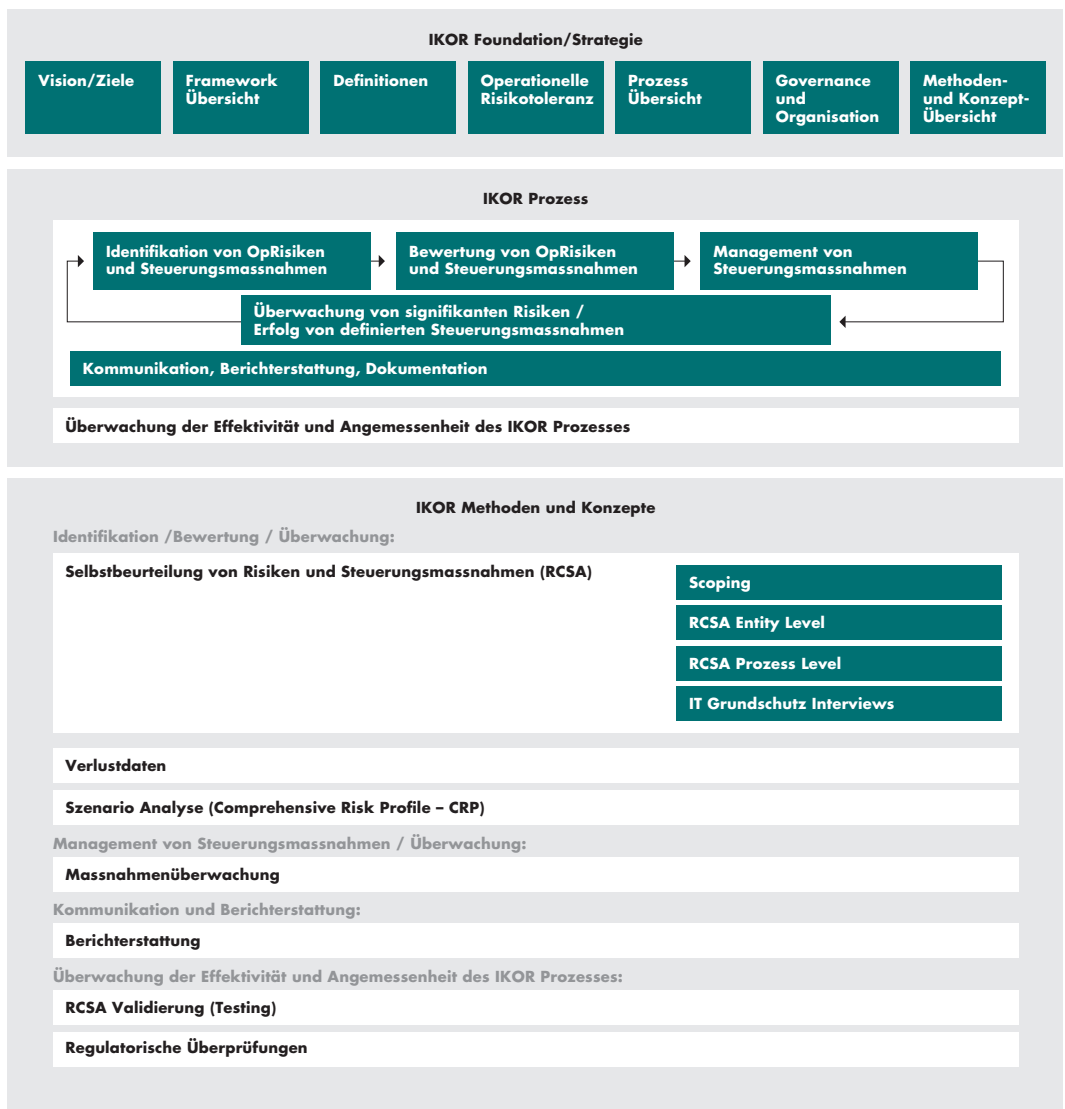 IKOR Foundation/Strategie
Vision/Ziele
Framework
Übersicht
Definitionen
Operationelle
Risikotoleranz
Prozess
Übersicht
Governance
und
Organisation
Methoden-
und Konzept-
Übersicht
IKOR Prozess
Identifikation von OpRisiken
und Steuerungsmassnahmen
Bewertung von OpRisiken
und Steuerungsmassnahmen
Management von
Steuerungsmassnahmen
Überwachung von signifikanten Risiken /
Erfolg von definierten Steuerungsmassnahmen
Kommunikation, Berichterstattung, Dokumentation
Überwachung der Effektivität und Angemessenheit des IKOR Prozesses
IKOR Methoden und Konzepte
Identifikation /Bewertung / Überwachung:
Selbstbeurteilung von Risiken und Steuerungsmassnahmen (RCSA)
Scoping
RCSA Entity Level
RCSA Prozess Level
IT Grundschutz Interviews
Verlustdaten
Szenario Analyse (Comprehensive Risk Profile – CRP)
Management von Steuerungsmassnahmen / Überwachung:
Massnahmenüberwachung
Kommunikation und Berichterstattung:
Berichterstattung
Überwachung der Effektivität und Angemessenheit des IKOR Prozesses:
RCSA Validierung (Testing)
Regulatorische Überprüfungen